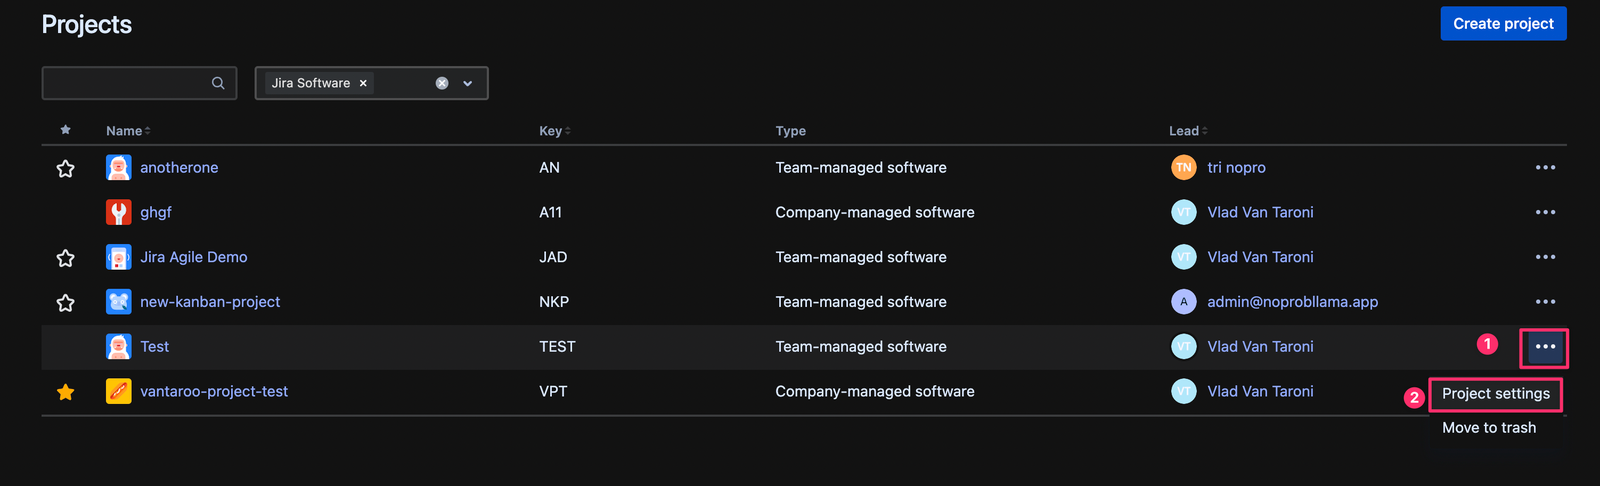 Projects
Create project
Jira Software
Name Key Type Lead
anotherone AN Team-managed software TN tri nopro
ghgf A11 Company-managed software VT Vlad Van Taroni
Jira Agile Demo JAD Team-managed software VT Vlad Van Taroni
new-kanban-project NKP Team-managed software A admin@noprobllama.app
Test TEST Team-managed software VT Vlad Van Taroni 1
vantaroo-project-test VPT Company-managed software VT Vlad Van Taroni 2 Project settings
Move to trash